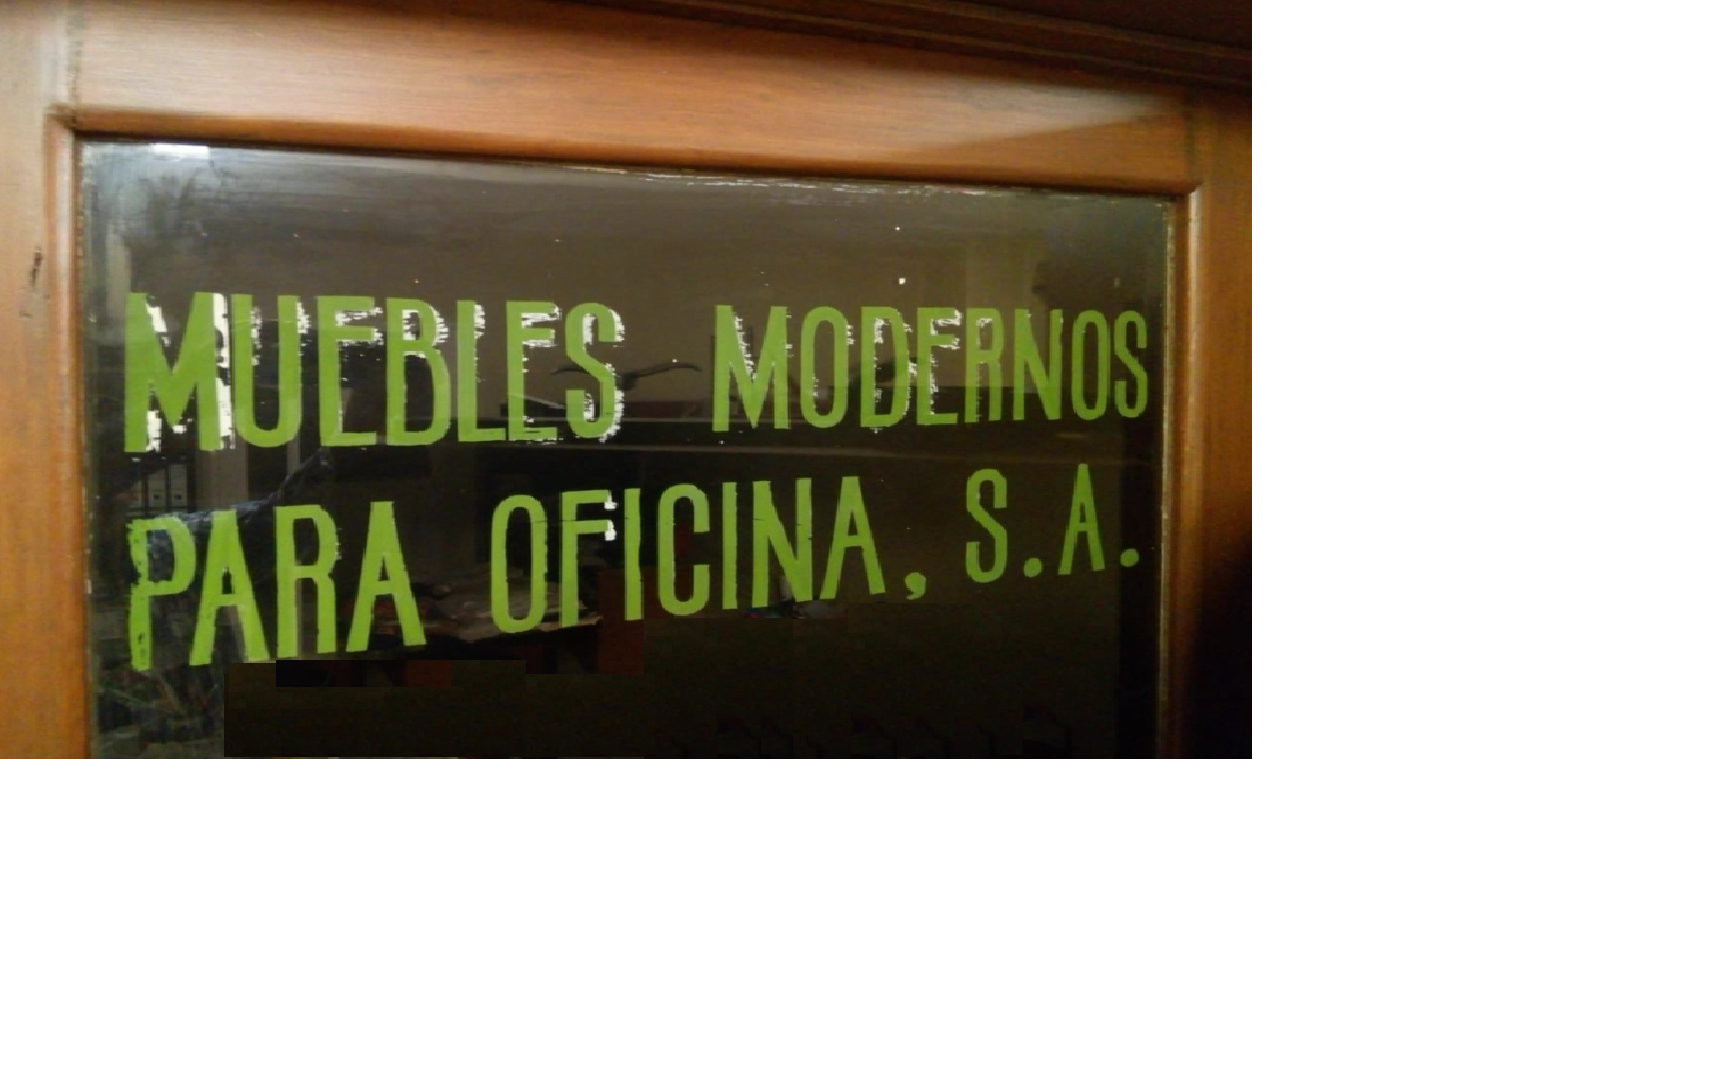 MUEBLES MODERNOS
PARA OFICINA, S.A.